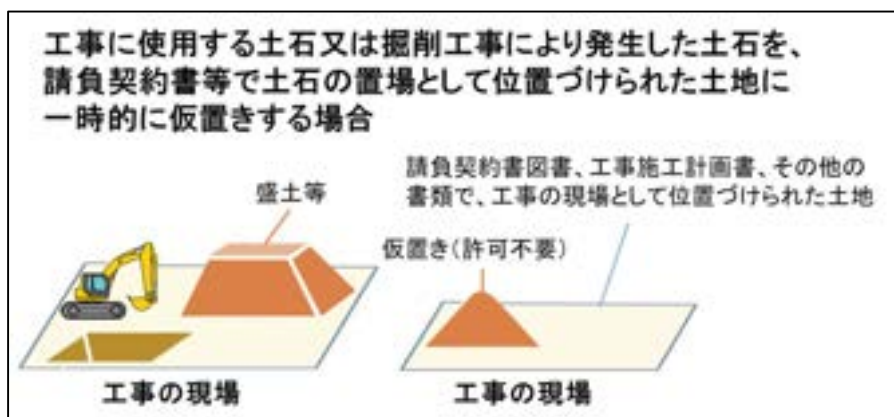 工事に使用する土石又は掘削工事により発生した土石を、
請負契約書等で土石の置場として位置づけられた土地に
一時的に仮置きする場合
請負契約書図書、工事施工計画書、その他の
書類で、工事の現場として位置づけられた土地
盛土等
仮置き(許可不要)
工事の現場
工事の現場